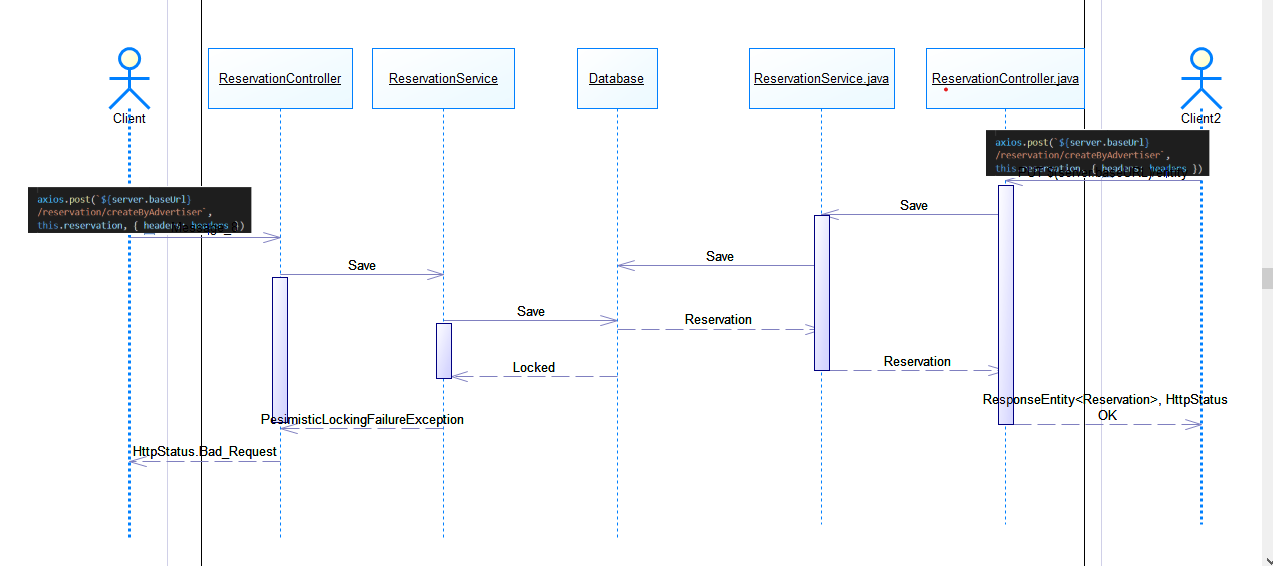 ReservationController
ReservationService
Database
ReservationService.java
ReservationController.java
Client
Client2
axios.post(`${server.baseUrl}
/reservation/createByAdvertiser`,
this.reservation, { headers: headers })
axios.post(`${server.baseUrl}
/reservation/createByAdvertiser`,
this.reservation, { headers: headers })
Save
Save
Save
Save
Reservation
Reservation
Locked
ResponseEntity<Reservation>, HttpStatus
OK
PesimisticLockingFailureException
HttpStatus.Bad_Request